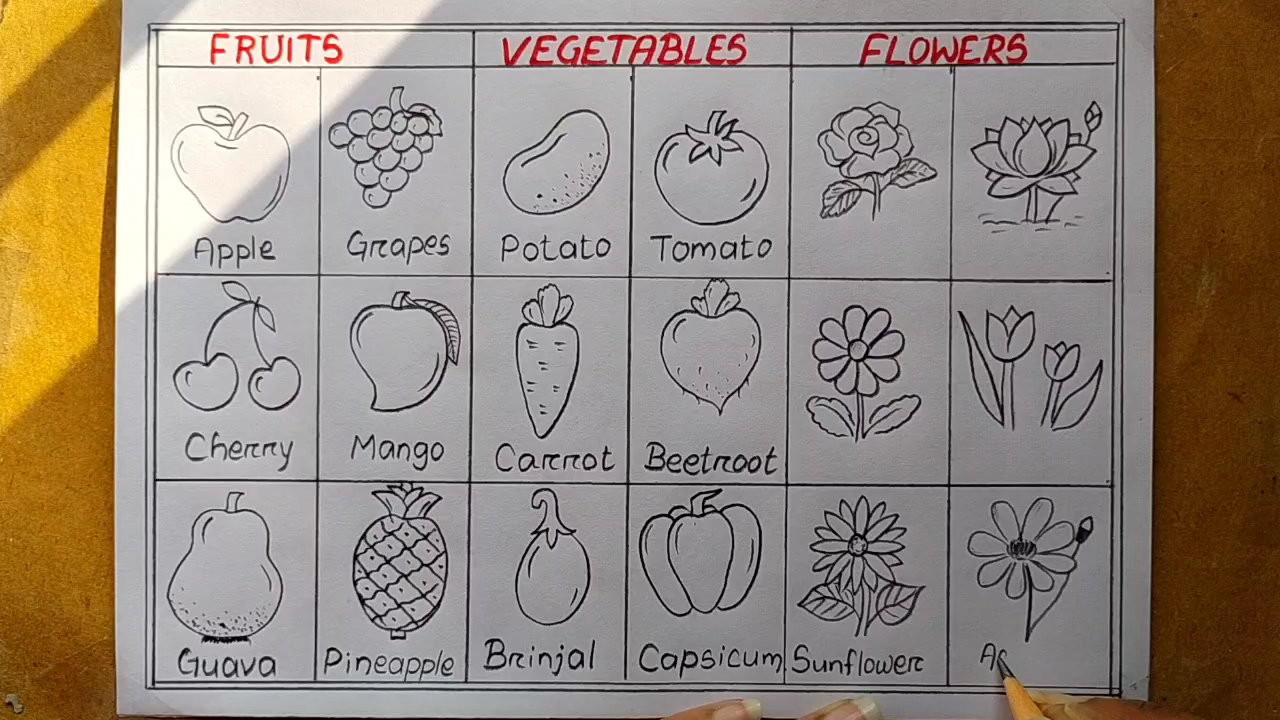 FRUITS VEGETABLES FLOWERS
Apple Grapes Potato Tomato
Cherry Mango Carrot Beetroot
Guava Pineapple Brinjal Capsicum Sunflower